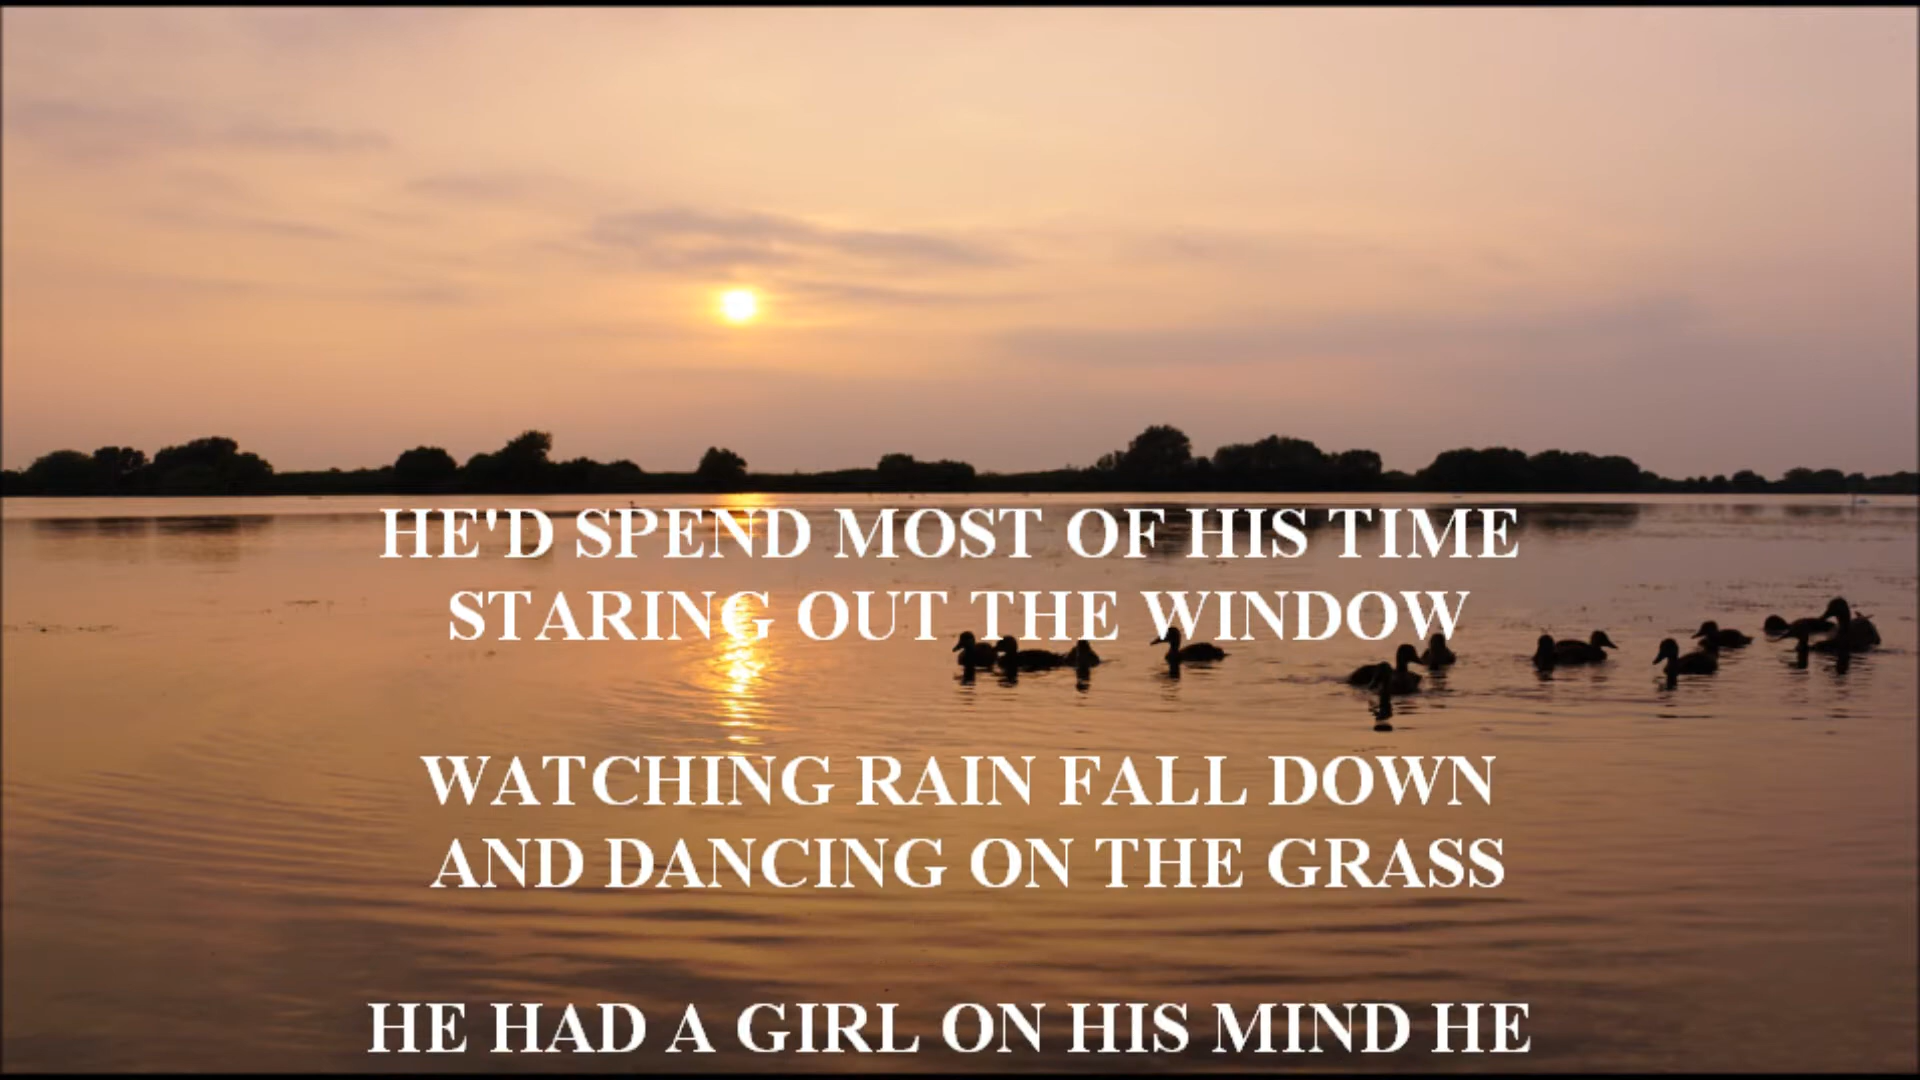 HE'D SPEND MOST OF HIS TIME
STARING OUT THE WINDOW
WATCHING RAIN FALL DOWN
AND DANCING ON THE GRASS
HE HAD A GIRL ON HIS MIND HE